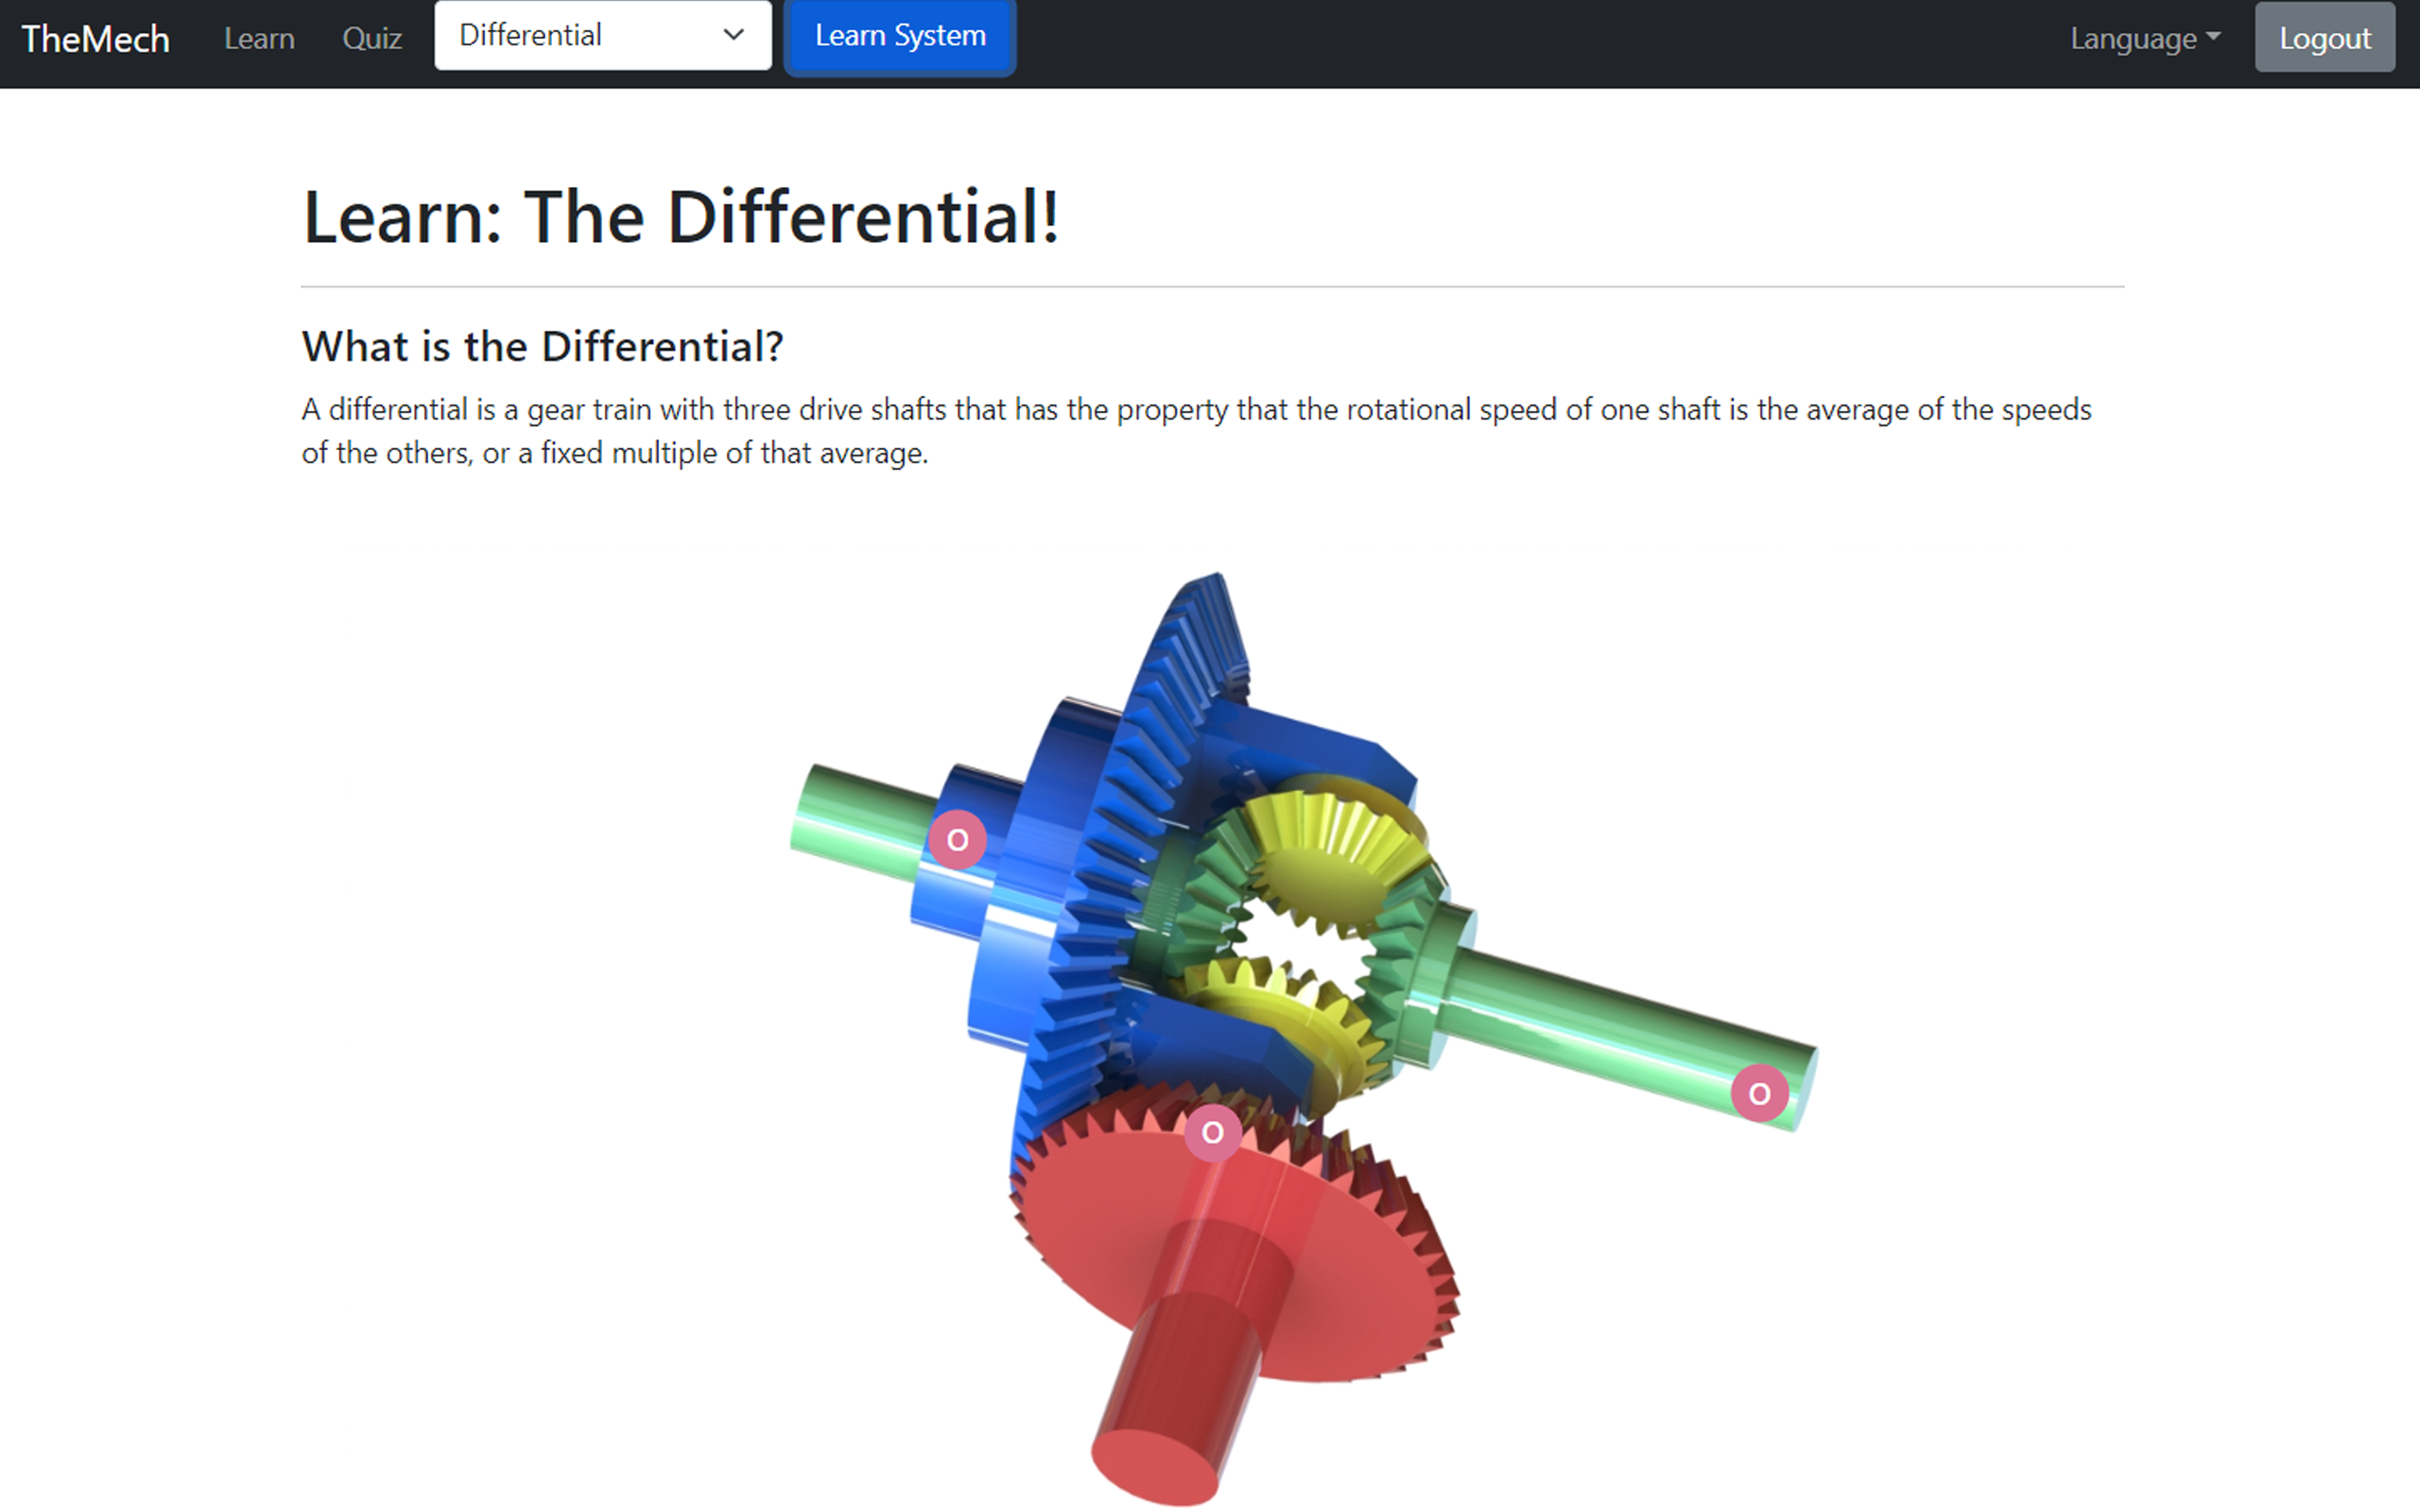 TheMech Learn Quiz Differential Learn System Language Logout
Learn: The Differential!
What is the Differential?
A differential is a gear train with three drive shafts that has the property that the rotational speed of one shaft is the average of the speeds
of the others, or a fixed multiple of that average.
O
O
O